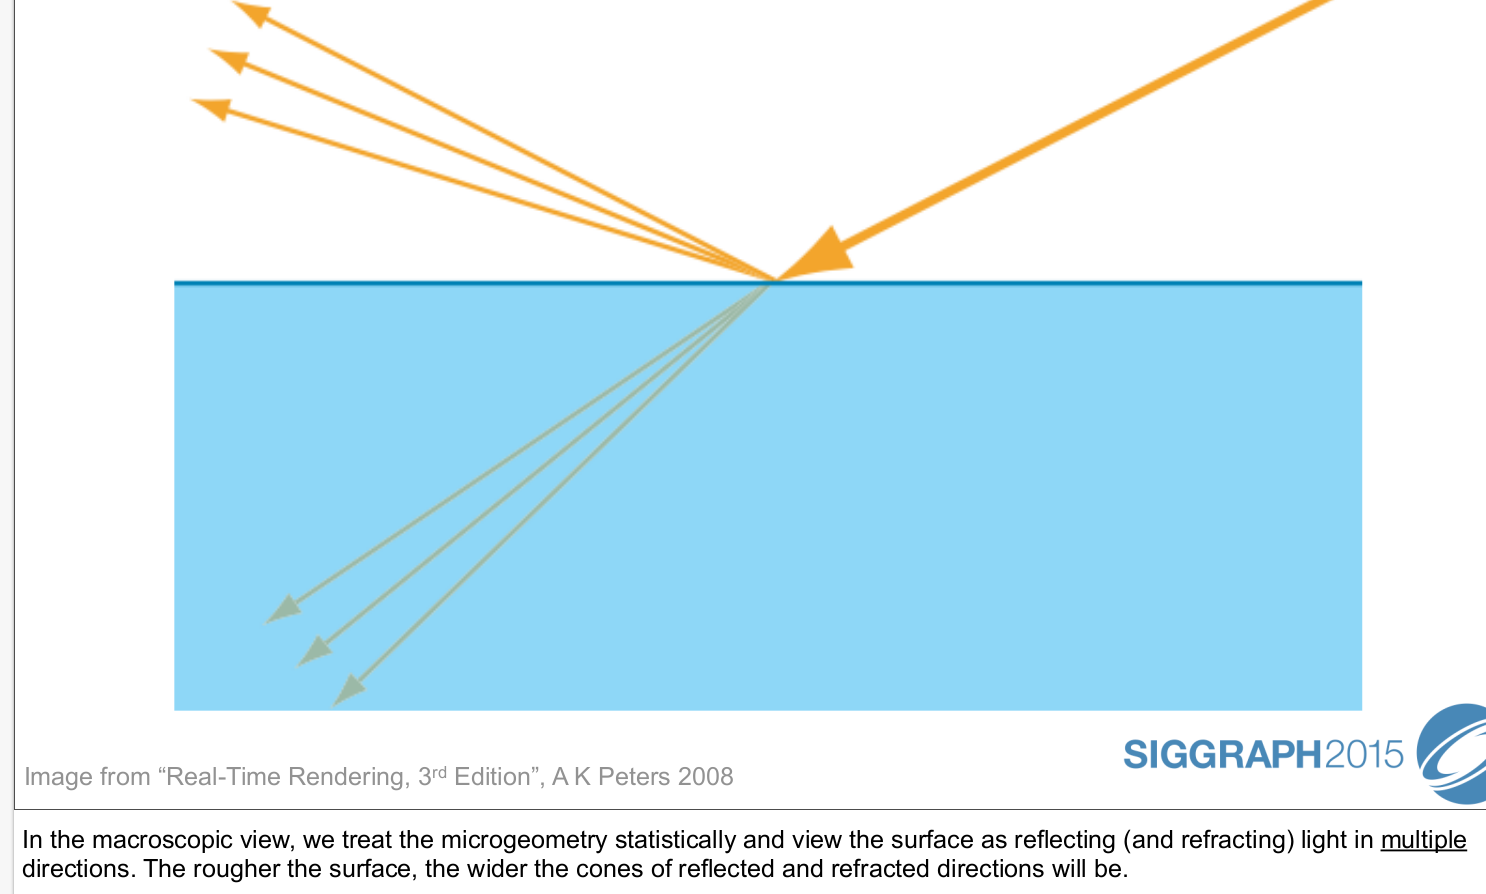 SIGGRAPH2015
Image from “Real-Time Rendering, 3rd Edition”, A K Peters 2008
In the macroscopic view, we treat the microgeometry statistically and view the surface as reflecting (and refracting) light in multiple
directions. The rougher the surface, the wider the cones of reflected and refracted directions will be.